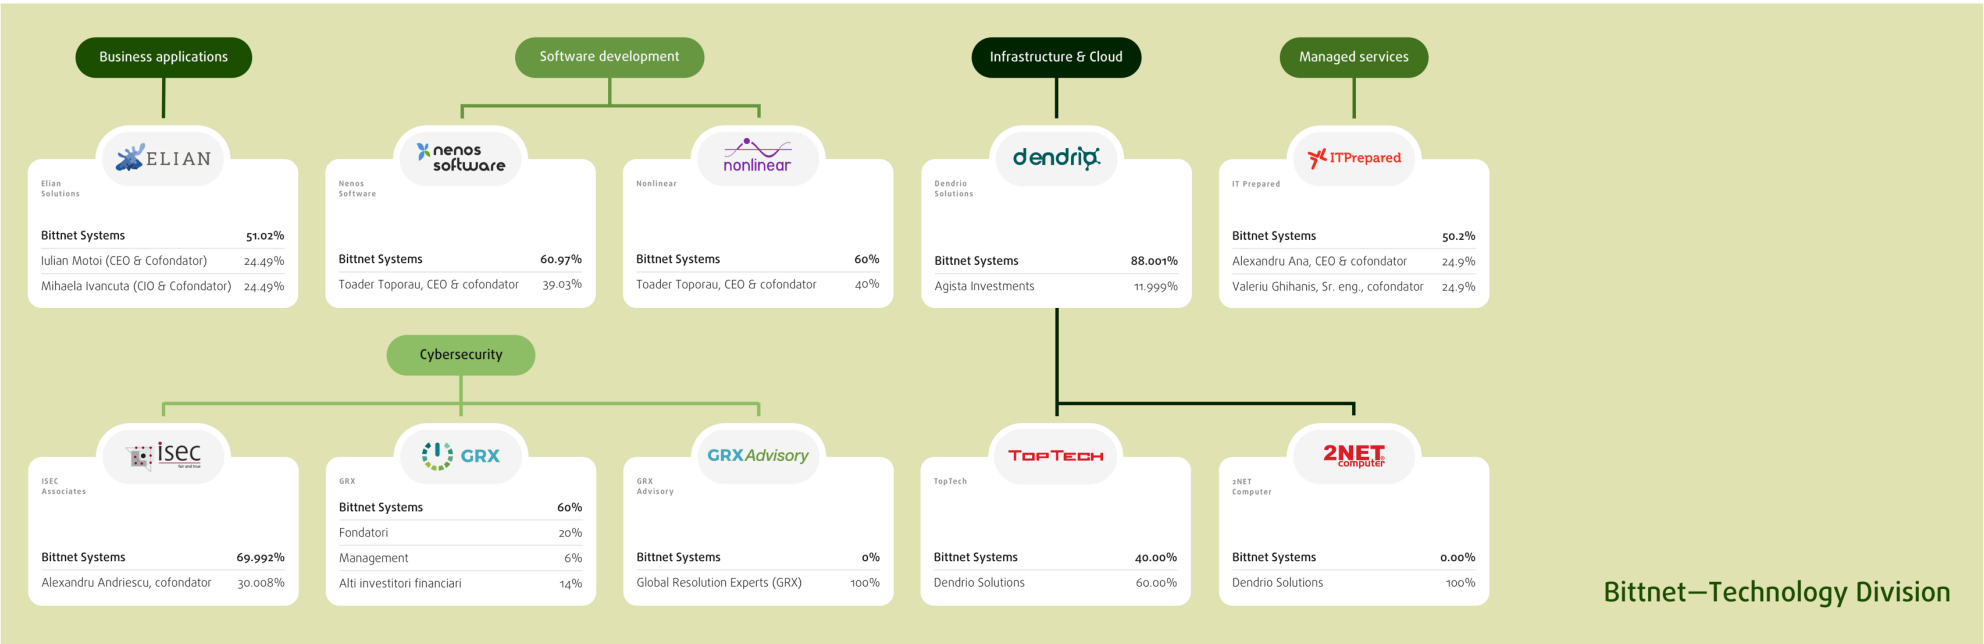 Business applications
Software development
Infrastructure & Cloud
Managed services
ELIAN
Elian
Solutions
Bittnet Systems 51.02%
Iulian Motoi (CEO & Cofondator) 24.49%
Mihaela Ivancuta (CIO & Cofondator) 24.49%
nenos
software
Nenos
Software
Bittnet Systems 60.97%
Toader Toporau, CEO & cofondator 39.03%
nonlinear
Nonlinear
Bittnet Systems 60%
Toader Toporau, CEO & cofondator 40%
dendrio
Dendrio
Solutions
Bittnet Systems 88.001%
Agista Investments 11.999%
ITPrepared
IT Prepared
Bittnet Systems 50.2%
Alexandru Ana, CEO & cofondator 24.9%
Valeriu Ghihanis, Sr. eng., cofondator 24.9%
Cybersecurity
isec
fair and true
ISEC
Associates
Bittnet Systems 69.992%
Alexandru Andriescu, cofondator 30.008%
GRX
GRX
Bittnet Systems 60%
Fondatori 20%
Management 6%
Alti investitori financiari 14%
GRXAdvisory
GRX
Advisory
Bittnet Systems 0%
Global Resolution Experts (GRX) 100%
TOPTECH
TopTech
Bittnet Systems 40.00%
Dendrio Solutions 60.00%
2NET
computer
2NET
Computer
Bittnet Systems 0.00%
Dendrio Solutions 100%
Bittnet—Technology Division